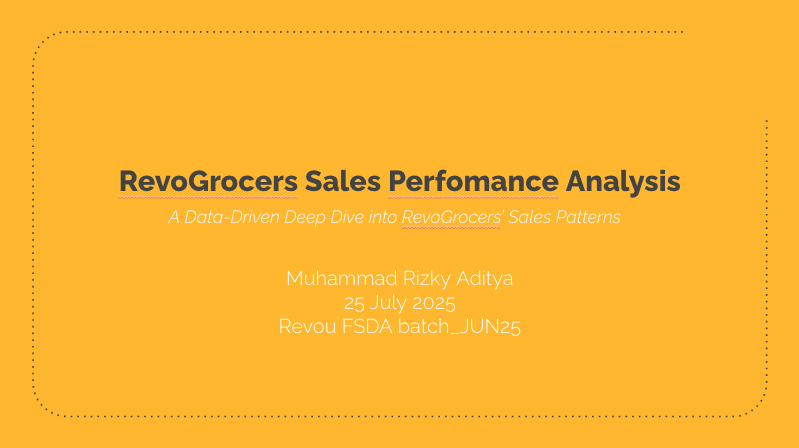 RevoGrocers Sales Perfomance Analysis
A Data-Driven Deep Dive into RevoGrocers' Sales Patterns
Muhammad Rizky Aditya
25 July 2025
Revou FSDA batch_JUN25